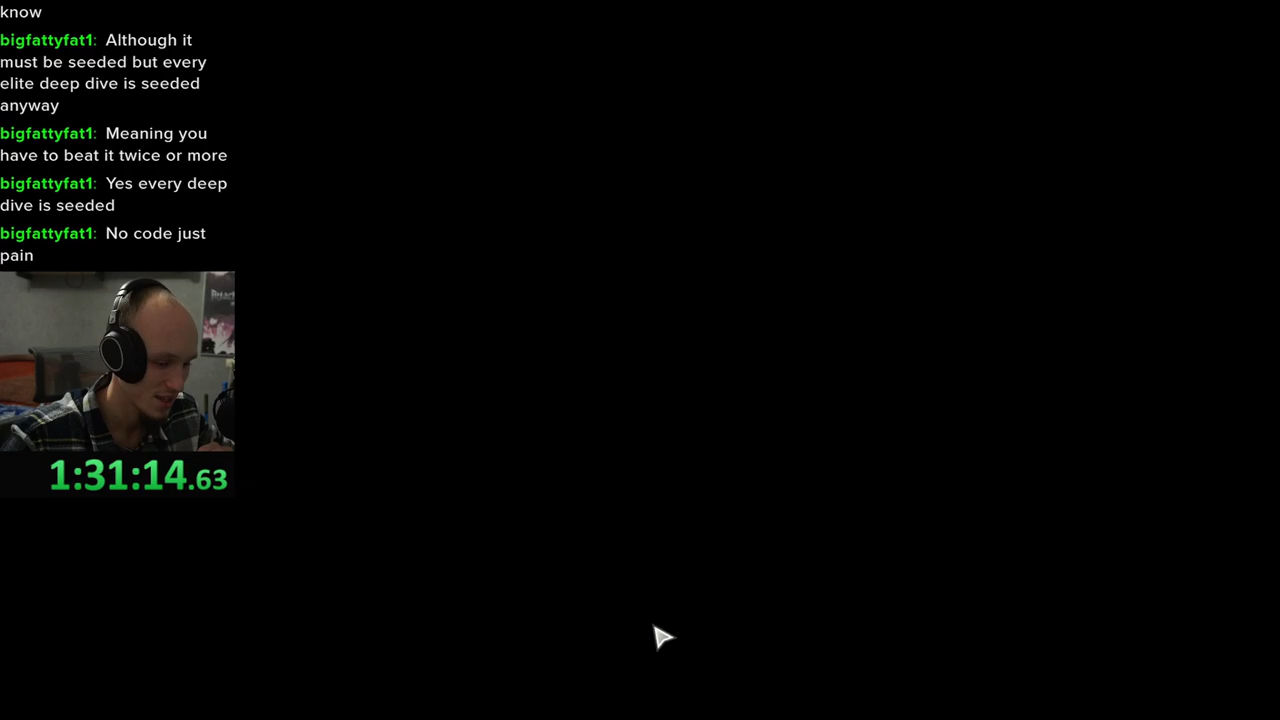 know
bigfattyfat1: Although it
must be seeded but every
elite deep dive is seeded
anyway
bigfattyfat1: Meaning you
have to beat it twice or more
bigfattyfat1: Yes every deep
dive is seeded
bigfattyfat1: No code just
pain
1:31:14.63